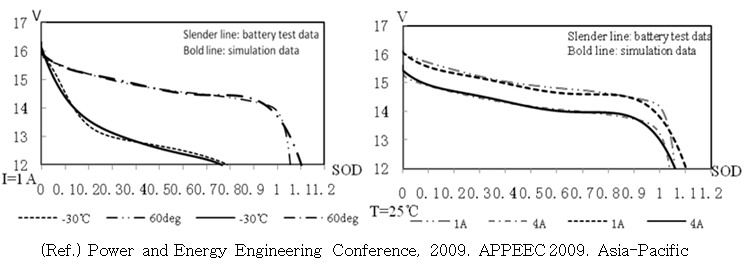 V
17
16
15
14
13
12
Slender line: battery test data
Bold line: simulation data
I=1 A
0 0.10.20.30.40.50.60.70.80.9 1 1.11.2
SOD
-30℃ 60deg -30℃ 60deg
V
17
16
15
14
13
12
Slender line: battery test data
Bold line: simulation data
SOD
0 0.10.20.30.40.50.60.70.80.9 1 1.11.2
T=25℃
1A 4A 1A 4A
(Ref.) Power and Energy Engineering Conference, 2009. APPEEC 2009. Asia-Pacific